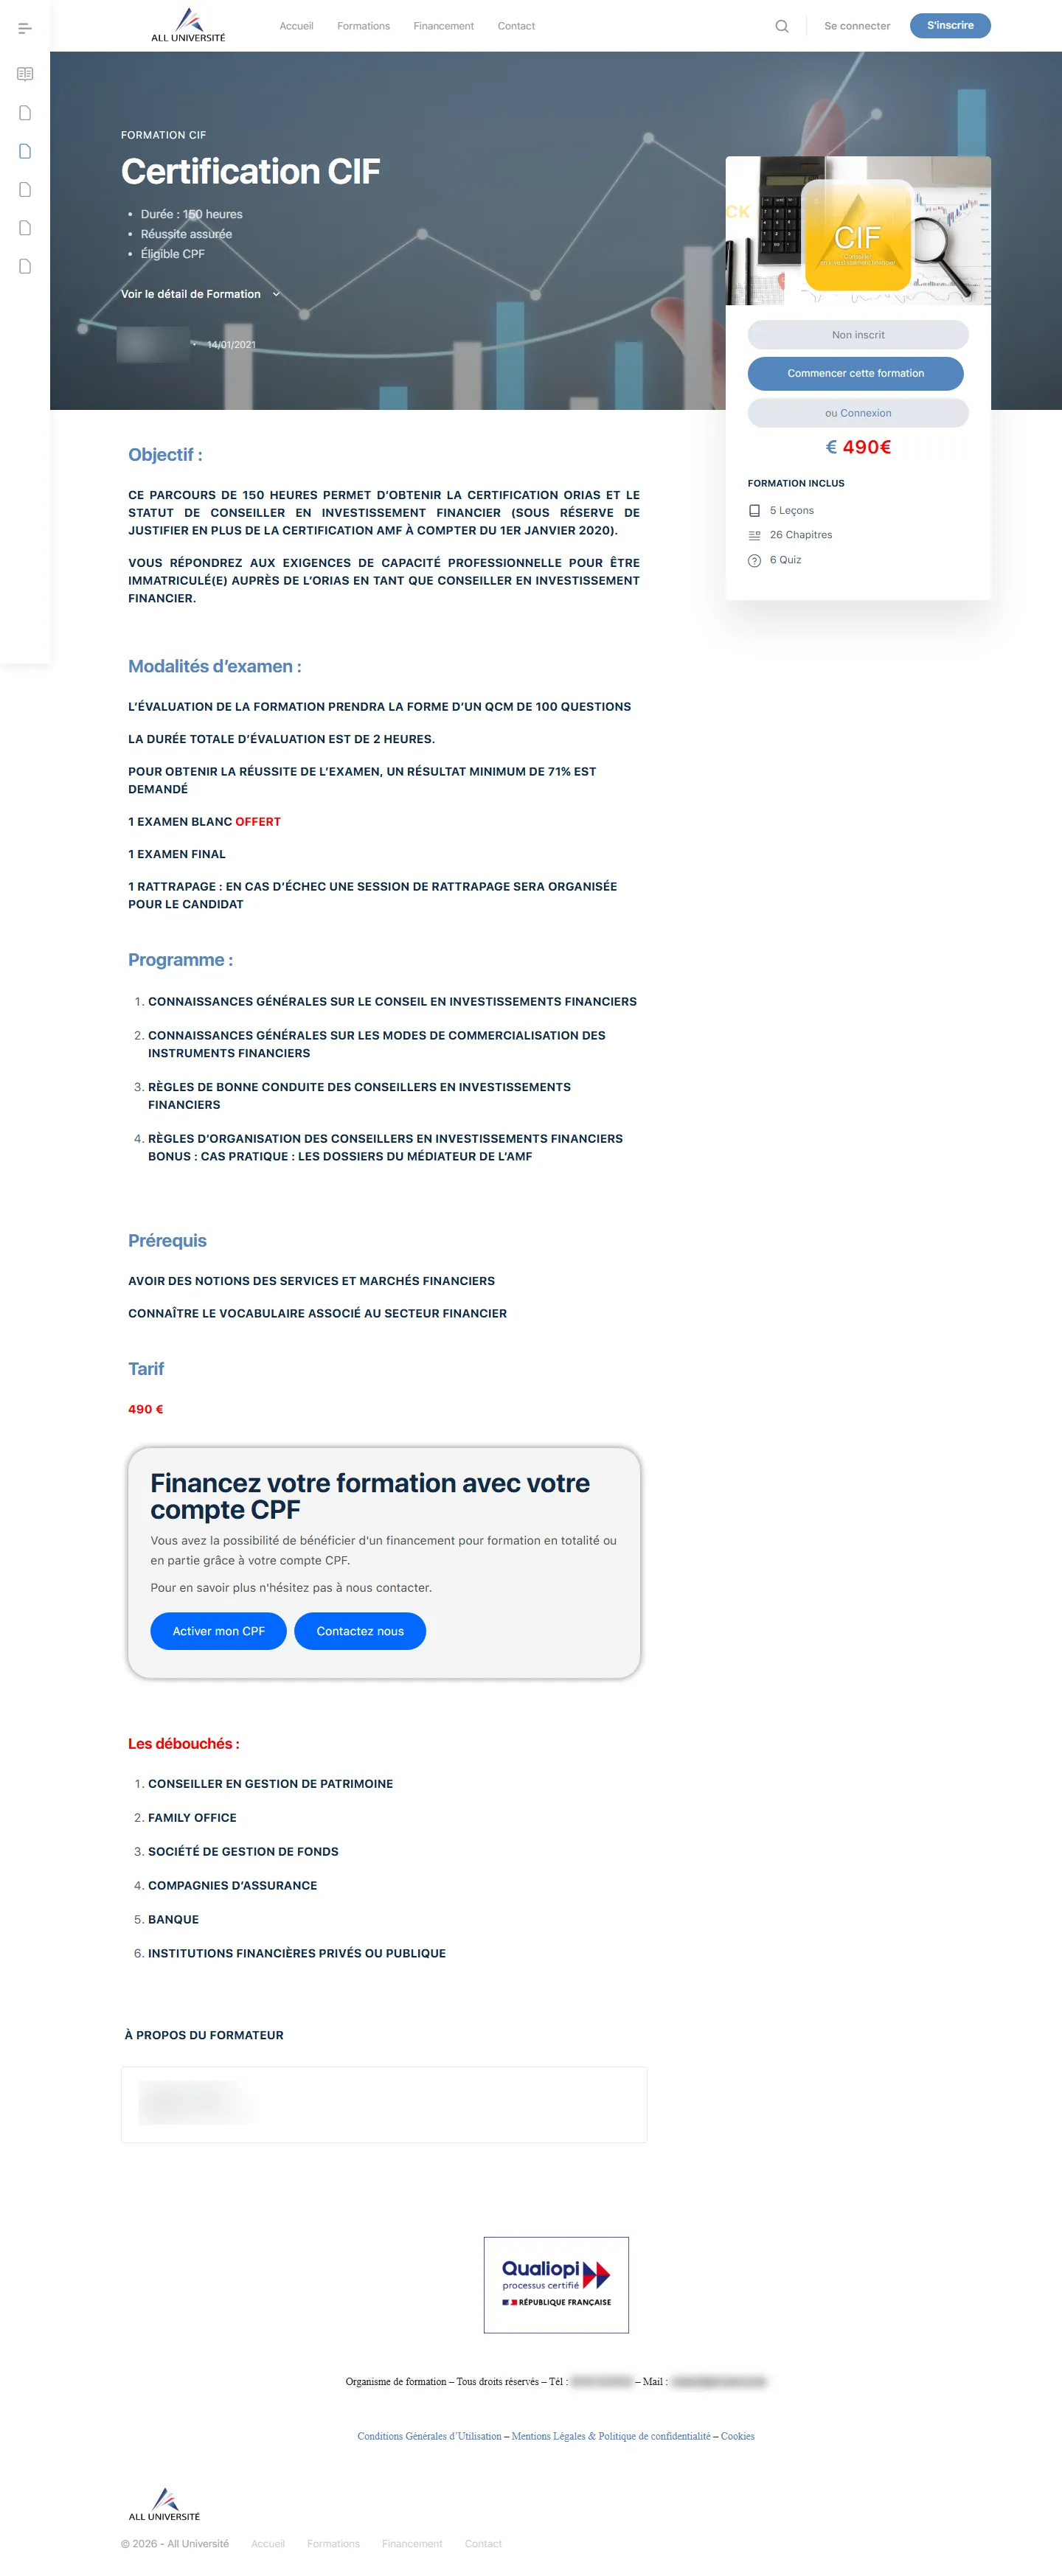 ALL UNIVERSITÉ
Accueil
Formations
Financement
Contact
Se connecter
S'inscrire
FORMATION CIF
Certification CIF
Durée : 150 heures
Réussite assurée
Éligible CPF
Voir le détail de Formation
14/01/2021
CK
CIF
Non inscrit
Commencer cette formation
ou Connexion
€ 490€
FORMATION INCLUS
5 Leçons
26 Chapitres
6 Quiz
Objectif :
CE PARCOURS DE 150 HEURES PERMET D'OBTENIR LA CERTIFICATION ORIAS ET LE
STATUT DE CONSEILLER EN INVESTISSEMENT FINANCIER (SOUS RÉSERVE DE
JUSTIFIER EN PLUS DE LA CERTIFICATION AMF À COMPTER DU 1ER JANVIER 2020).
VOUS RÉPONDREZ AUX EXIGENCES DE CAPACITÉ PROFESSIONNELLE POUR ÊTRE
IMMATRICULÉ(E) AUPRÈS DE L'ORIAS EN TANT QUE CONSEILLER EN INVESTISSEMENT
FINANCIER.
Modalités d'examen :
L'ÉVALUATION DE LA FORMATION PRENDRA LA FORME D'UN QCM DE 100 QUESTIONS
LA DURÉE TOTALE D'ÉVALUATION EST DE 2 HEURES.
POUR OBTENIR LA RÉUSSITE DE L'EXAMEN, UN RÉSULTAT MINIMUM DE 71% EST
DEMANDÉ
1 EXAMEN BLANC OFFERT
1 EXAMEN FINAL
1 RATTRAPAGE : EN CAS D'ÉCHEC UNE SESSION DE RATTRAPAGE SERA ORGANISÉE
POUR LE CANDIDAT
Programme :
1. CONNAISSANCES GÉNÉRALES SUR LE CONSEIL EN INVESTISSEMENTS FINANCIERS
2. CONNAISSANCES GÉNÉRALES SUR LES MODES DE COMMERCIALISATION DES
INSTRUMENTS FINANCIERS
3. RÈGLES DE BONNE CONDUITE DES CONSEILLERS EN INVESTISSEMENTS
FINANCIERS
4. RÈGLES D'ORGANISATION DES CONSEILLERS EN INVESTISSEMENTS FINANCIERS
BONUS : CAS PRATIQUE : LES DOSSIERS DU MÉDIATEUR DE L'AMF
Prérequis
AVOIR DES NOTIONS DES SERVICES ET MARCHÉS FINANCIERS
CONNAÎTRE LE VOCABULAIRE ASSOCIÉ AU SECTEUR FINANCIER
Tarif
490 €
Financez votre formation avec votre
compte CPF
Vous avez la possibilité de bénéficier d'un financement pour formation en totalité ou
en partie grâce à votre compte CPF.
Pour en savoir plus n'hésitez pas à nous contacter.
Activer mon CPF
Contactez nous
Les débouchés :
1. CONSEILLER EN GESTION DE PATRIMOINE
2. FAMILY OFFICE
3. SOCIÉTÉ DE GESTION DE FONDS
4. COMPAGNIES D'ASSURANCE
5. BANQUE
6. INSTITUTIONS FINANCIÈRES PRIVÉS OU PUBLIQUE
À PROPOS DU FORMATEUR
Qualiopi
processus certifié
RÉPUBLIQUE FRANÇAISE
Organisme de formation – Tous droits réservés – Tél : – Mail :
Conditions Générales d'Utilisation – Mentions Légales & Politique de confidentialité – Cookies
ALL UNIVERSITÉ
© 2026 - All Université
Accueil
Formations
Financement
Contact